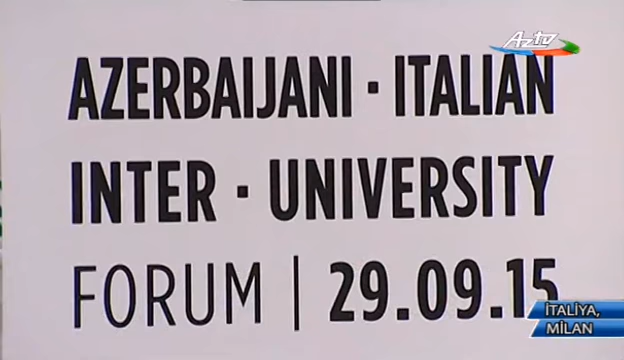 AzTV
AZERBAIJANI · ITALIAN
INTER · UNIVERSITY
FORUM | 29.09.15
İTALİYA,
MİLAN